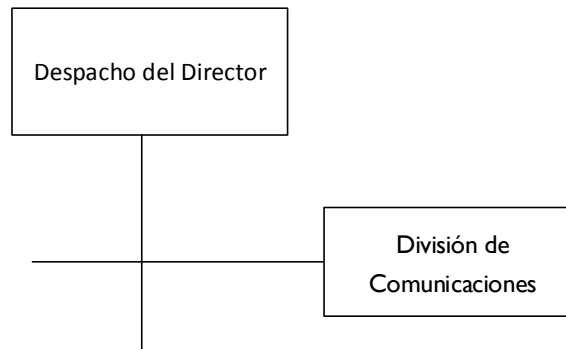 Despacho del Director
División de
Comunicaciones